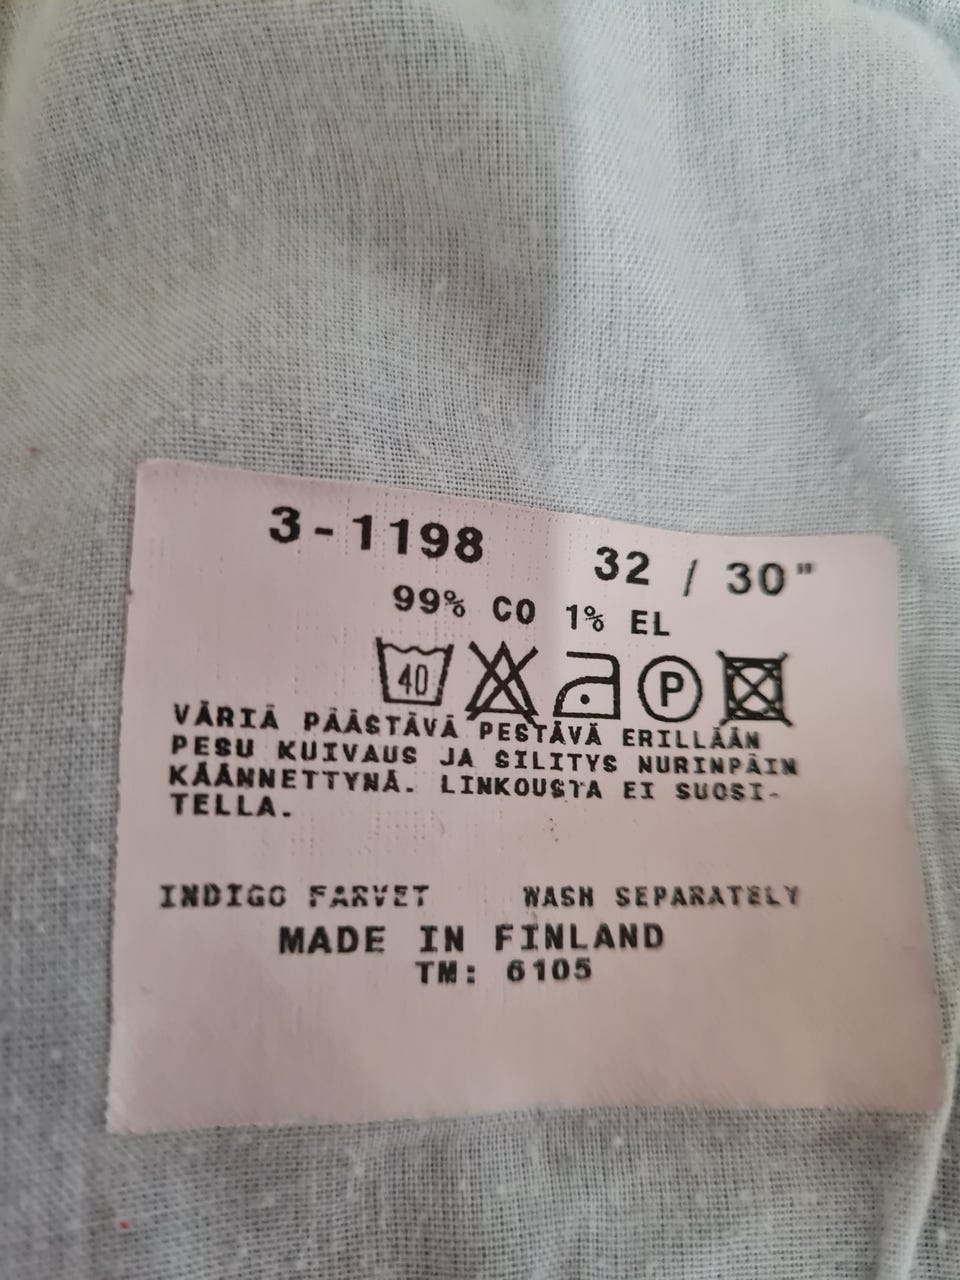 3-1198 32 / 30"
99% CO 1% EL
40 P
VÄRIÄ PÄÄSTÄVÄ PESTÄVÄ ERILLÄÄN
PESU KUIVAUS JA SILITYS NURINPÄIN
KÄÄNNETTYNÄ. LINKOUSTA EI SUOSI-
TELLA.
INDIGO FARVET WASH SEPARATELY
MADE IN FINLAND
TM: 6105